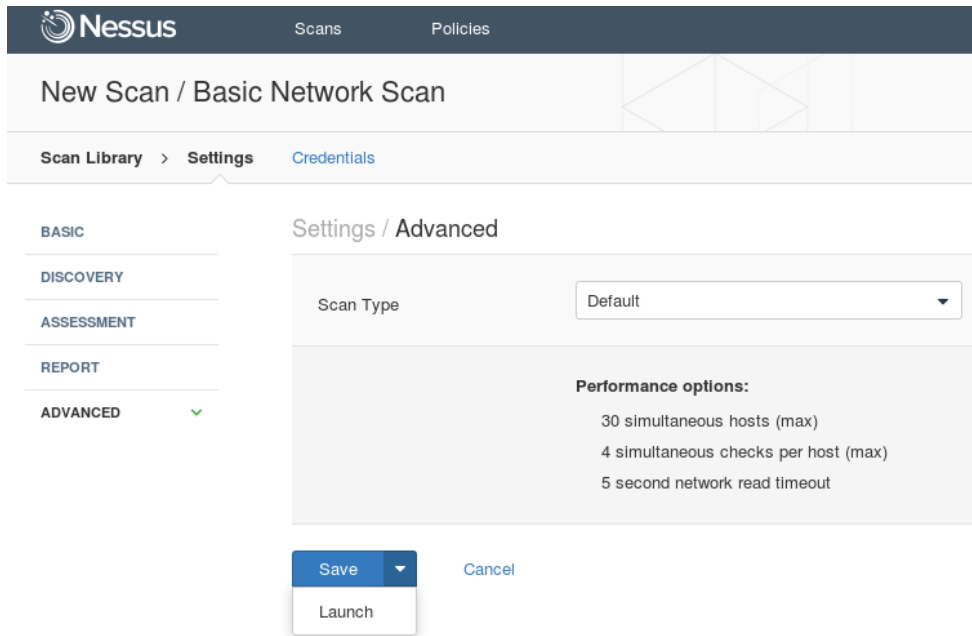 Nessus Scans Policies
New Scan / Basic Network Scan
Scan Library > Settings Credentials
BASIC
DISCOVERY
ASSESSMENT
REPORT
ADVANCED
Settings / Advanced
Scan Type Default
Performance options:
30 simultaneous hosts (max)
4 simultaneous checks per host (max)
5 second network read timeout
Save Cancel
Launch